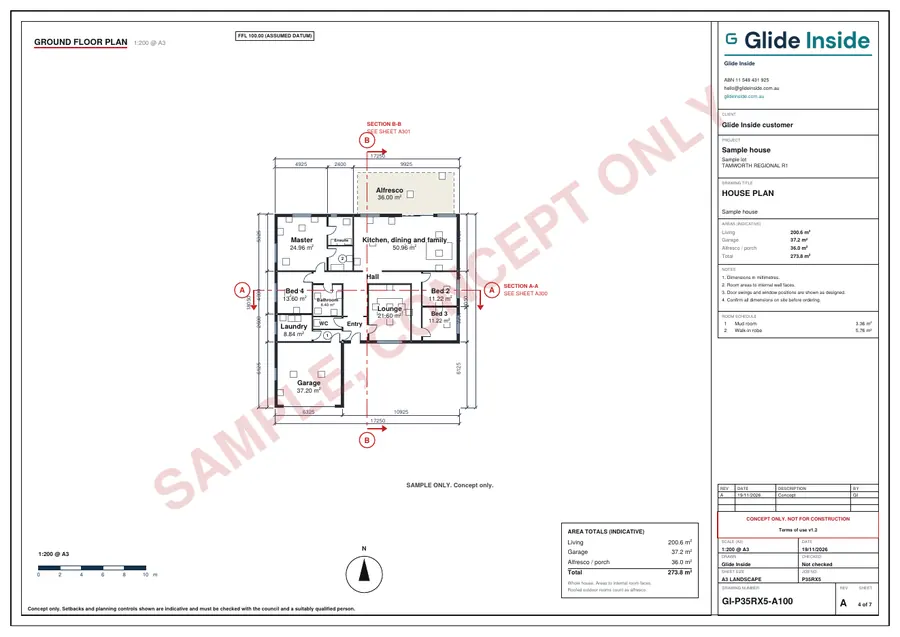 GROUND FLOOR PLAN 1:200 @ A3
FFL 100.00 (ASSUMED DATUM)
SECTION B-B
SEE SHEET A301
B
17250
4925 2400 9925
Alfresco
36.00 m²
Master
24.96 m²
Ensuite
2
Kitchen, dining and family
50.96 m²
Hall
A
Bed 4
13.60 m²
Bathroom
Lounge
21.60 m²
Bed 2
11.22 m²
A
SECTION A-A
SEE SHEET A300
Bed 3
11.22 m²
Laundry
8.84 m²
WC
Entry
1
Garage
37.20 m²
6325
6125
6325 10925
17250
B
SAMPLE, CONCEPT ONLY
SAMPLE ONLY. Concept only.
1:200 @ A3
0 2 4 6 8 10 m
N
AREA TOTALS (INDICATIVE)
Living 200.6 m²
Garage 37.2 m²
Alfresco / porch 36.0 m²
Total 273.8 m²
Whole house. Areas to internal room faces.
Roofed outdoor rooms count as alfresco.
Concept only. Setbacks and planning controls shown are indicative and must be checked with the council and a suitably qualified person.
G Glide Inside
Glide Inside
ABN 11 548 431 925
hello@glideinside.com.au
glideinside.com.au
CLIENT
Glide Inside customer
PROJECT
Sample house
Sample lot
TAMWORTH REGIONAL R1
DRAWING TITLE
HOUSE PLAN
Sample house
AREAS (INDICATIVE)
Living 200.6 m²
Garage 37.2 m²
Alfresco / porch 36.0 m²
Total 273.8 m²
NOTES
1. Dimensions in millimetres.
2. Room areas to internal wall faces.
3. Door swings and window positions are shown as designed.
4. Confirm all dimensions on site before ordering.
ROOM SCHEDULE
1 Mud room 3.36 m²
2 Walk in robe 5.76 m²
REV DATE DESCRIPTION BY
A 19/11/2026 Concept GI
CONCEPT ONLY, NOT FOR CONSTRUCTION
Terms of use v1.2
SCALE (A3) DATE
1:200 @ A3 19/11/2026
DRAWN CHECKED
Glide Inside Not checked
SHEET SIZE JOB NO.
A3 LANDSCAPE P35RX5
DRAWING NUMBER REV SHEET
GI-P35RX5-A100 A 4 of 7